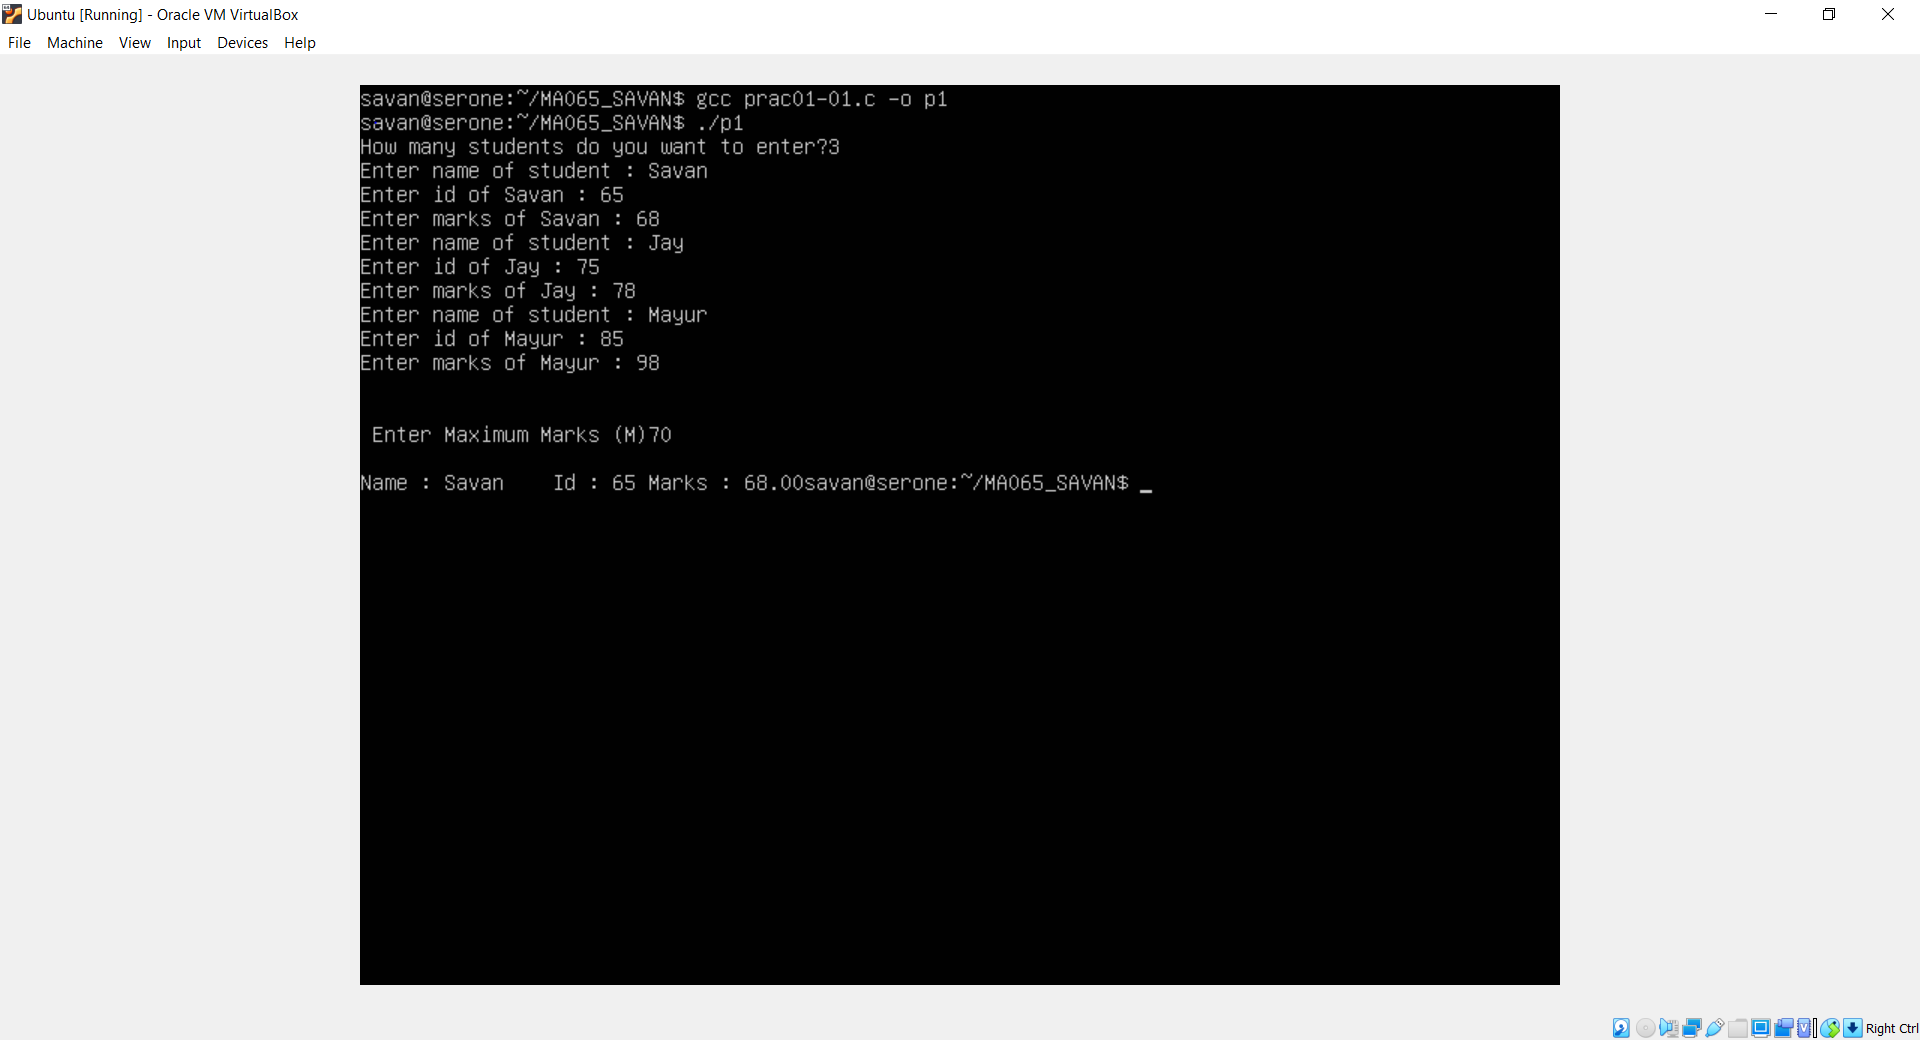 Ubuntu [Running] - Oracle VM VirtualBox
File Machine View Input Devices Help
savan@serone:~/MA065_SAVAN$ gcc prac01-01.c -o p1
savan@serone:~/MA065_SAVAN$ ./p1
How many students do you want to enter?3
Enter name of student : Savan
Enter id of Savan : 65
Enter marks of Savan : 68
Enter name of student : Jay
Enter id of Jay : 75
Enter marks of Jay : 78
Enter name of student : Mayur
Enter id of Mayur : 85
Enter marks of Mayur : 98
Enter Maximum Marks (M)70
Name : Savan    Id : 65 Marks : 68.00savan@serone:~/MA065_SAVAN$ _
Right Ctrl